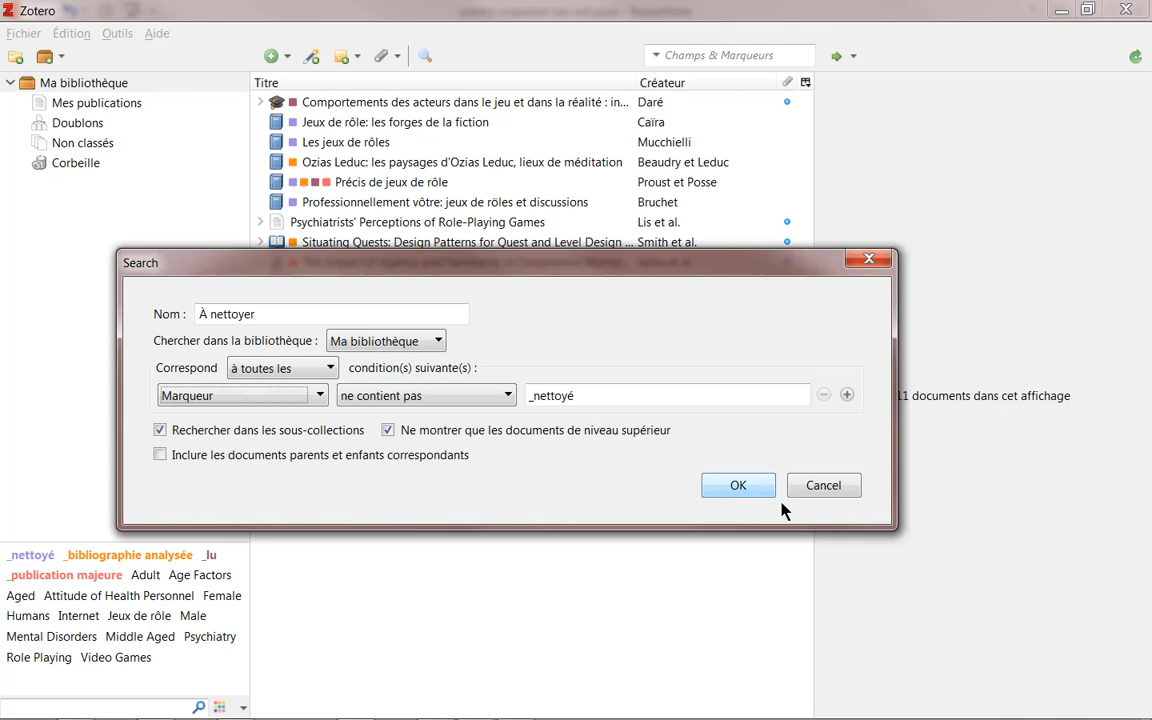 Zotero
Fichier Édition Outils Aide
Champs & Marqueurs
Ma bibliothèque
Mes publications
Doublons
Non classés
Corbeille
Titre Créateur
Comportements des acteurs dans le jeu et dans la réalité : in... Daré
Jeux de rôle: les forges de la fiction Caïra
Les jeux de rôles Mucchielli
Ozias Leduc: les paysages d'Ozias Leduc, lieux de méditation Beaudry et Leduc
Précis de jeux de rôle Proust et Posse
Professionnellement vôtre: jeux de röles et discussions Bruchet
Psychiatrists' Perceptions of Role-Playing Games Lis et al.
Situating Quests: Design Patterns for Quest and Level Design ... Smith et al.
Search
Nom : À nettoyer
Chercher dans la bibliothèque : Ma bibliothèque
Correspond à toutes les condition(s) suivante(s) :
Marqueur ne contient pas _nettoyé
11 documents dans cet affichage
Rechercher dans les sous-collections Ne montrer que les documents de niveau supérieur
Inclure les documents parents et enfants correspondants
OK Cancel
_nettoyé _bibliographie analysée _lu
_publication majeure Adult Age Factors
Aged Attitude of Health Personnel Female
Humans Internet Jeux de rôle Male
Mental Disorders Middle Aged Psychiatry
Role Playing Video Games